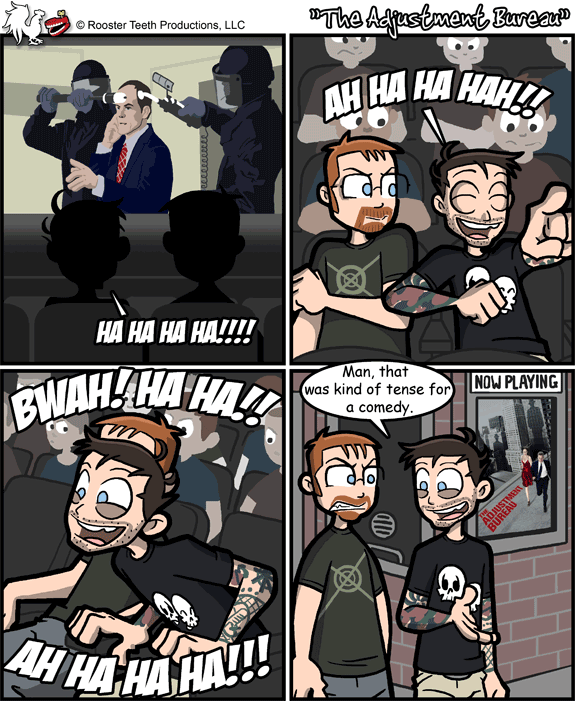 © Rooster Teeth Productions, LLC
"The Adjustment Bureau"
HA HA HA HA!!!!
AH HA HA HAH!!
BWAH! HA HA!!
AH HA HA HA!!!
Man, that
was kind of tense for
a comedy.
NOW PLAYING
THE
ADJUSTMENT
BUREAU